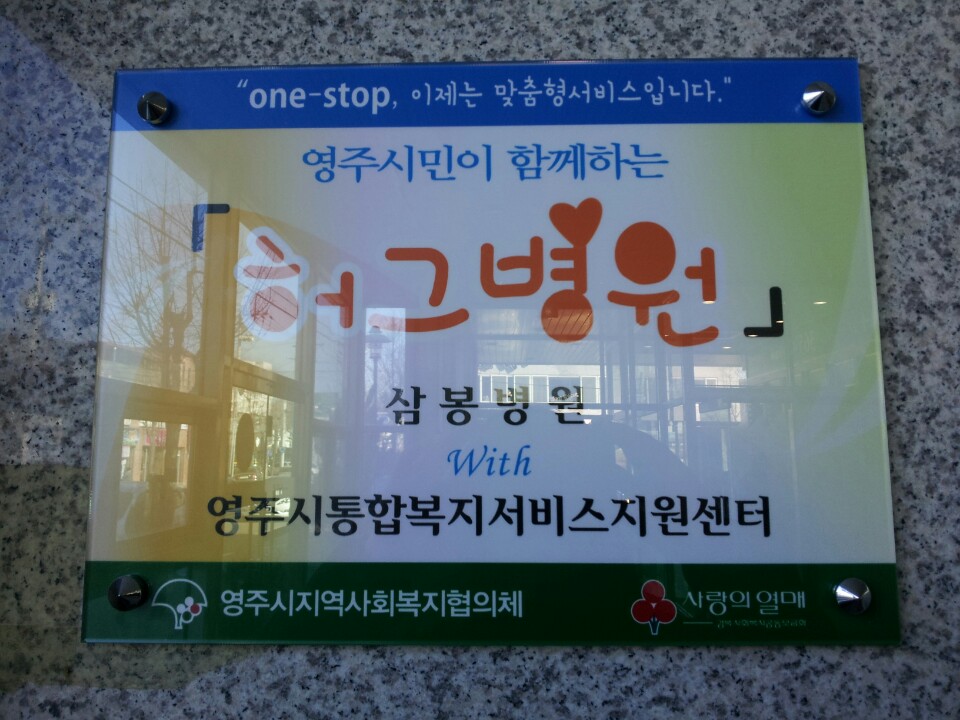 "one-stop, 이제는 맞춤형서비스입니다."
영주시민이 함께하는
「허그병원」
삼봉병원
With
영주시통합복지서비스지원센터
영주시지역사회복지협의체
사랑의열매